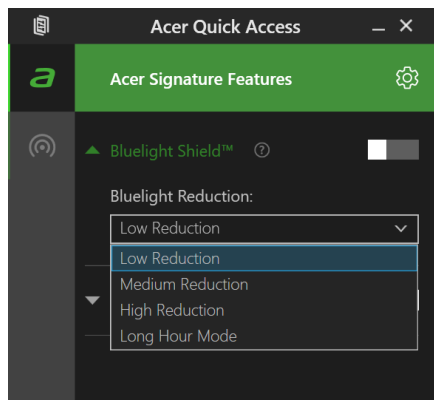 Acer Quick Access
a
Acer Signature Features
Bluelight Shield™ ?
Bluelight Reduction:
Low Reduction
Low Reduction
Medium Reduction
High Reduction
Long Hour Mode